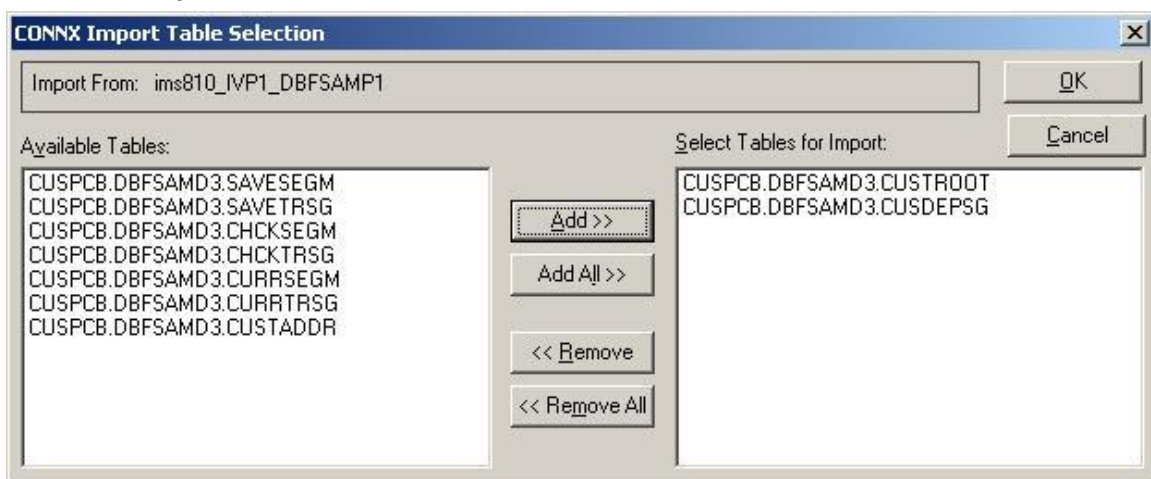 CONNX Import Table Selection
Import From: ims810_IVP1_DBFSAMP1
OK
Cancel
Available Tables:
CUSPCB.DBFSAMD3.SAVESEGM
CUSPCB.DBFSAMD3.SAVETRSG
CUSPCB.DBFSAMD3.CHCKSEGM
CUSPCB.DBFSAMD3.CHCKTRSG
CUSPCB.DBFSAMD3.CURRSEGM
CUSPCB.DBFSAMD3.CURRTRSG
CUSPCB.DBFSAMD3.CUSTADDR
Add >>
Add All >>
<< Remove
<< Remove All
Select Tables for Import:
CUSPCB.DBFSAMD3.CUSTROOT
CUSPCB.DBFSAMD3.CUSDEPSG